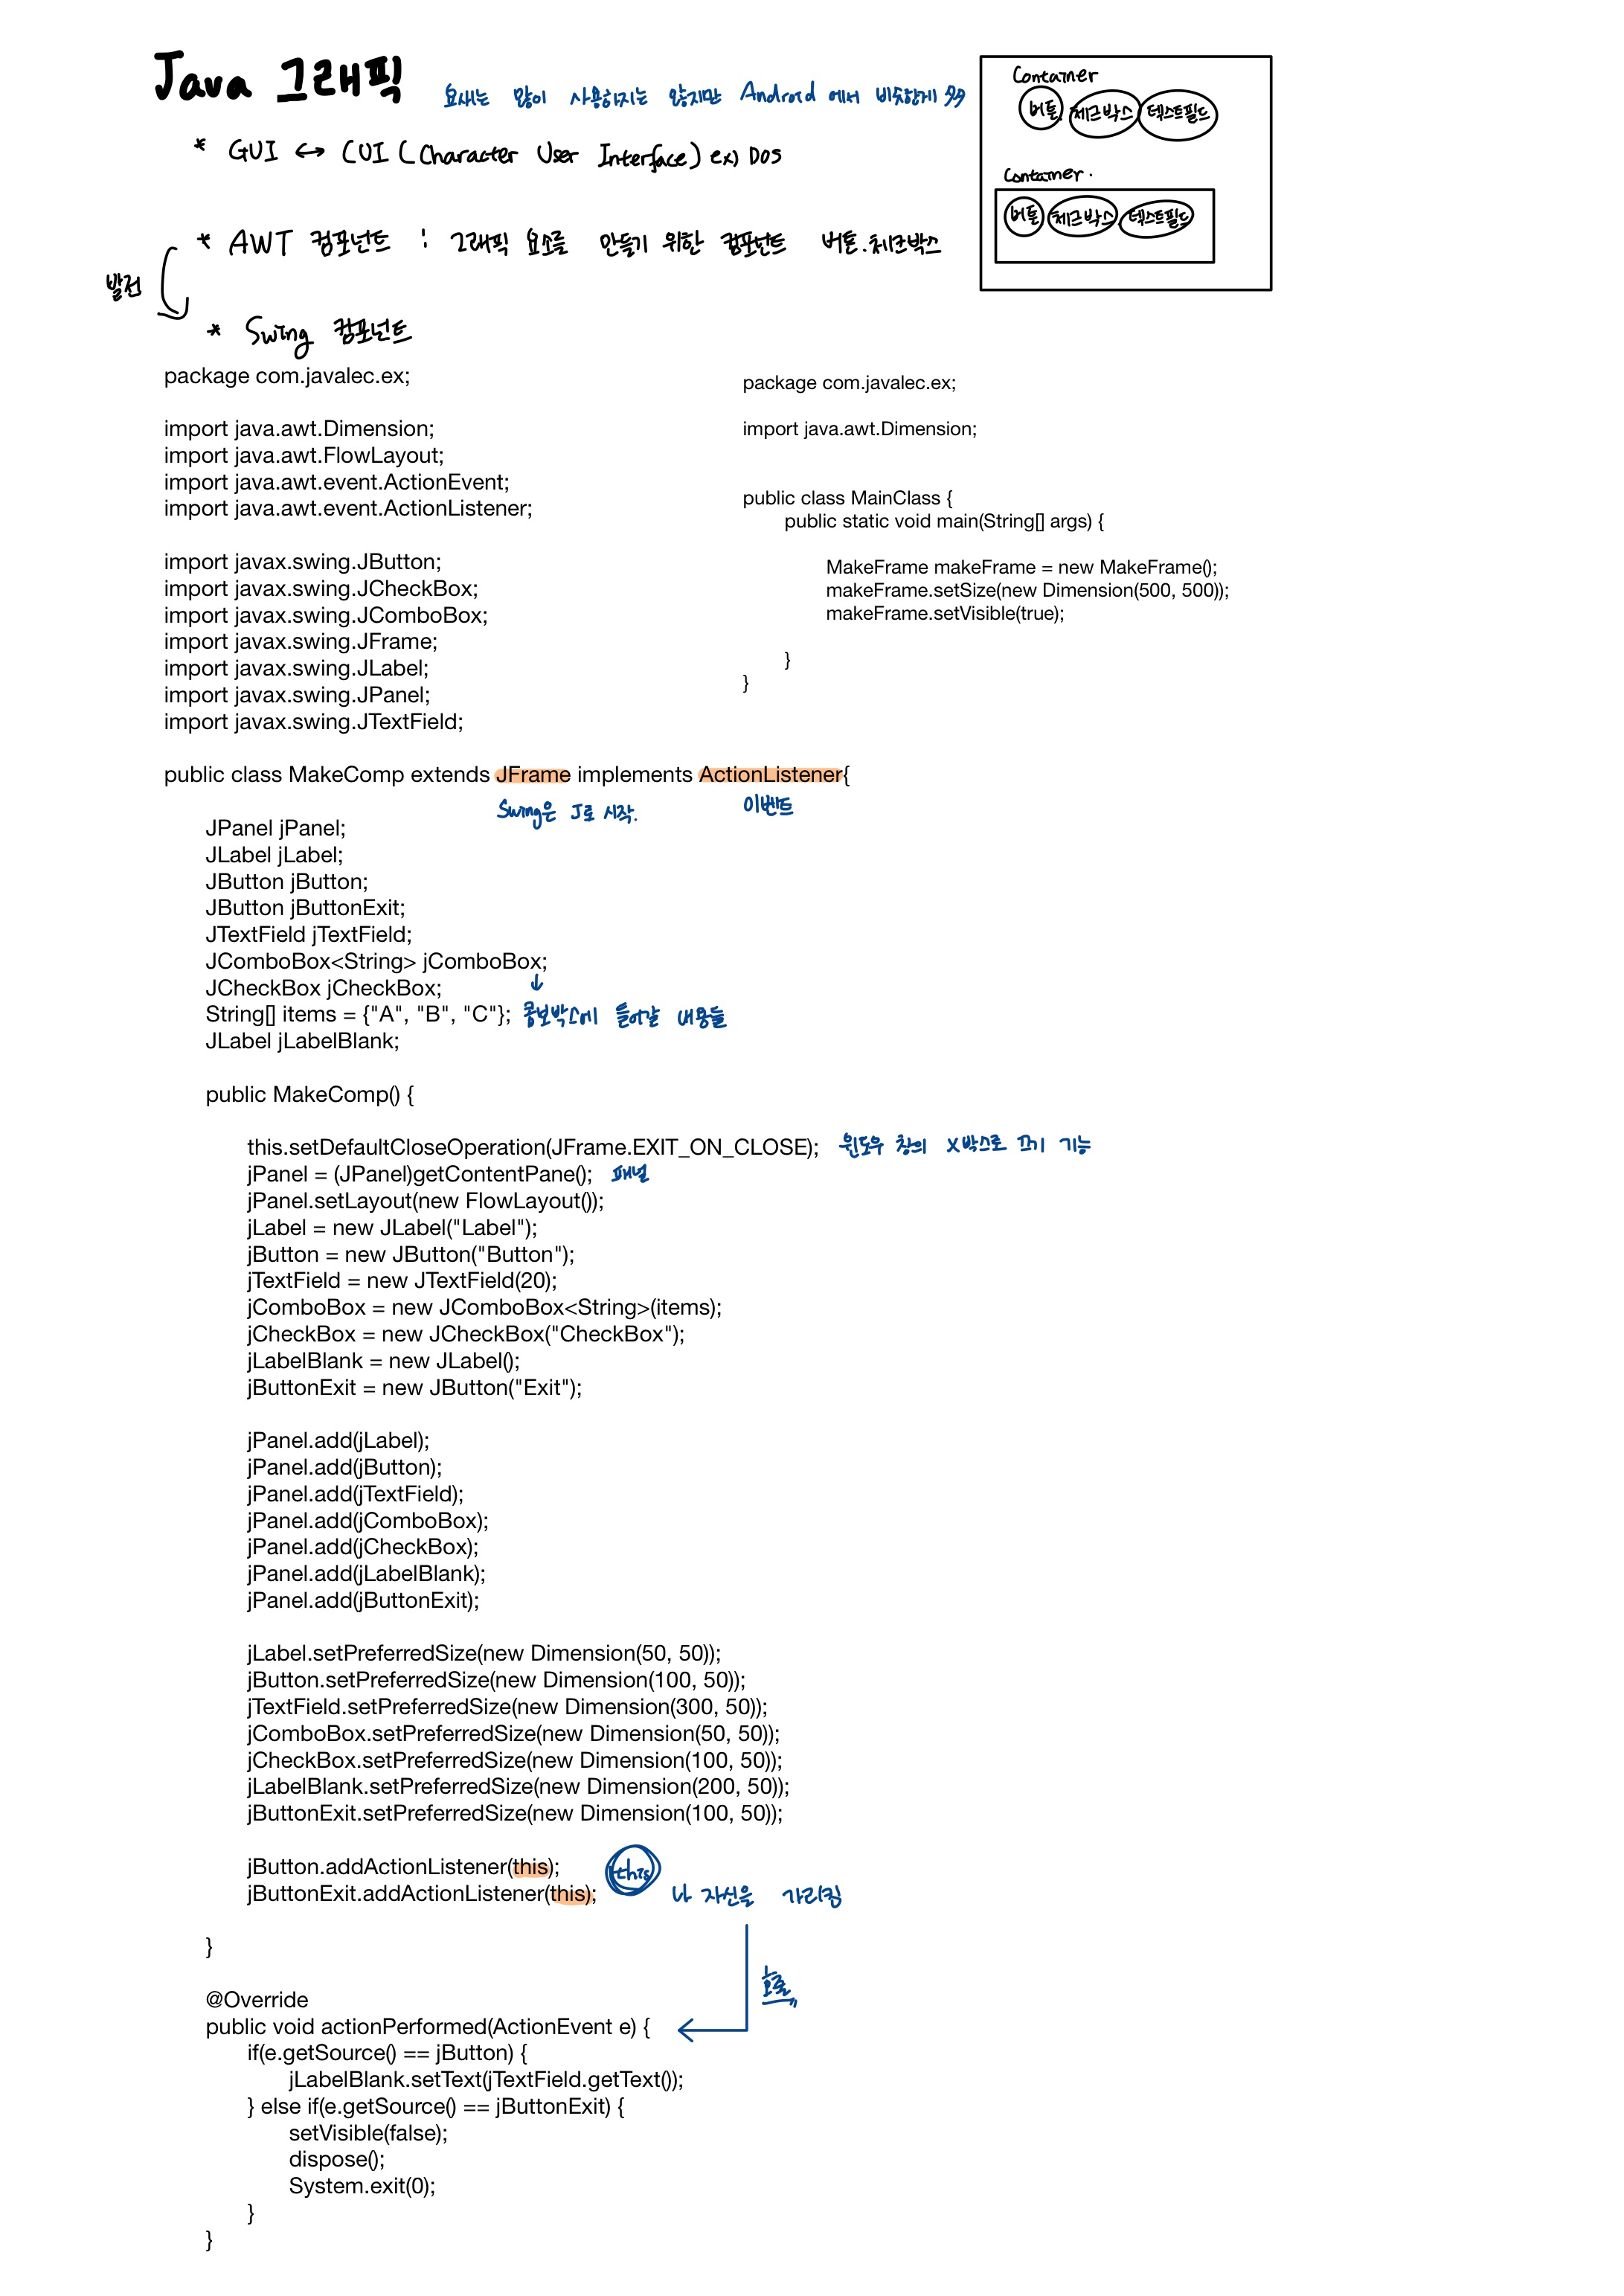 Java 그래픽
요새는 많이 사용하지는 않지만 Android 에서 비슷하게
* GUI ↔ CUI (Character User Interface) ex) DOS
* AWT 컴포넌트 : 그래픽 요소를 만들기 위한 컴포넌트 버튼.체크박스
발전
* Swing 컴포넌트
Container
버튼 체크박스 텍스트필드
Container.
버튼 체크박스 텍스트필드
package com.javalec.ex;
import java.awt.Dimension;
import java.awt.FlowLayout;
import java.awt.event.ActionEvent;
import java.awt.event.ActionListener;
import javax.swing.JButton;
import javax.swing.JCheckBox;
import javax.swing.JComboBox;
import javax.swing.JFrame;
import javax.swing.JLabel;
import javax.swing.JPanel;
import javax.swing.JTextField;
package com.javalec.ex;
import java.awt.Dimension;
public class MainClass {
public static void main(String[] args) {
MakeFrame makeFrame = new MakeFrame();
makeFrame.setSize(new Dimension(500, 500));
makeFrame.setVisible(true);
}
}
public class MakeComp extends JFrame implements ActionListener{
Swing은 J로 시작. 이벤트
JPanel jPanel;
JLabel jLabel;
JButton jButton;
JButton jButtonExit;
JTextField jTextField;
JComboBox<String> jComboBox;
JCheckBox jCheckBox; ↓
String[] items = {"A", "B", "C"}; 콤보박스에 들어갈 내용들
JLabel jLabelBlank;
public MakeComp() {
this.setDefaultCloseOperation(JFrame.EXIT_ON_CLOSE); 윈도우 창의 X박스로 끄기 기능
jPanel = (JPanel)getContentPane(); 패널
jPanel.setLayout(new FlowLayout());
jLabel = new JLabel("Label");
jButton = new JButton("Button");
jTextField = new JTextField(20);
jComboBox = new JComboBox<String>(items);
jCheckBox = new JCheckBox("CheckBox");
jLabelBlank = new JLabel();
jButtonExit = new JButton("Exit");
jPanel.add(jLabel);
jPanel.add(jButton);
jPanel.add(jTextField);
jPanel.add(jComboBox);
jPanel.add(jCheckBox);
jPanel.add(jLabelBlank);
jPanel.add(jButtonExit);
jLabel.setPreferredSize(new Dimension(50, 50));
jButton.setPreferredSize(new Dimension(100, 50));
jTextField.setPreferredSize(new Dimension(300, 50));
jComboBox.setPreferredSize(new Dimension(50, 50));
jCheckBox.setPreferredSize(new Dimension(100, 50));
jLabelBlank.setPreferredSize(new Dimension(200, 50));
jButtonExit.setPreferredSize(new Dimension(100, 50));
jButton.addActionListener(this); this
jButtonExit.addActionListener(this); 나 자신을 가리킴
}
호출
@Override
public void actionPerformed(ActionEvent e) {
if(e.getSource() == jButton) {
jLabelBlank.setText(jTextField.getText());
} else if(e.getSource() == jButtonExit) {
setVisible(false);
dispose();
System.exit(0);
}
}